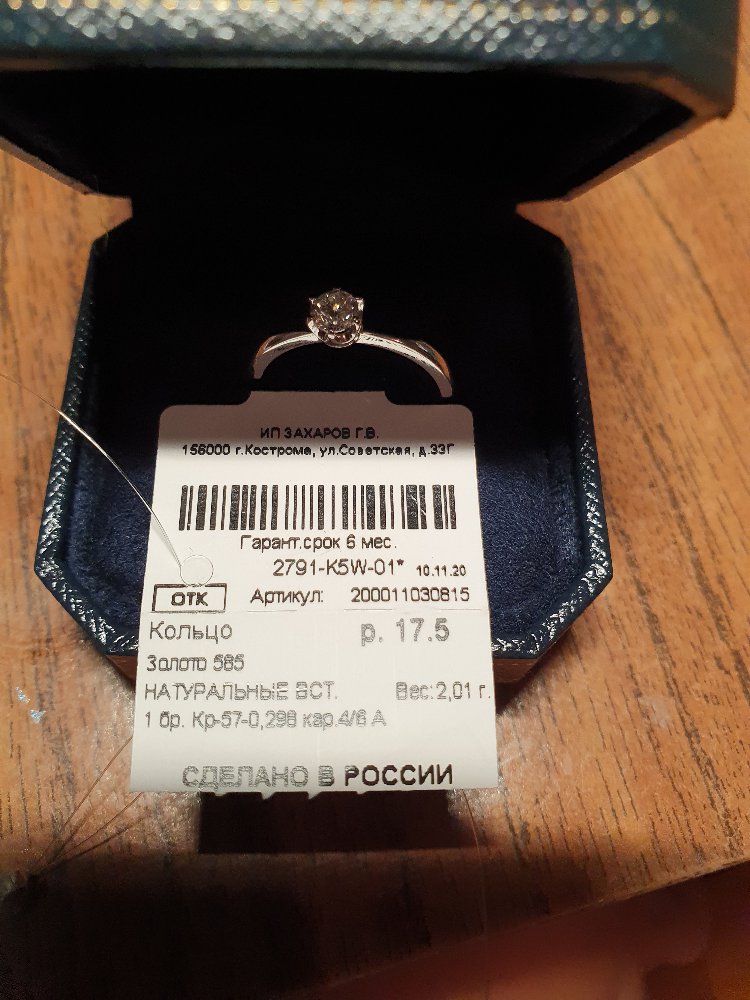 ИП ЗАХАРОВ Г.В.
156000 г.Кострома, ул.Советская, д.33Г
Гарант.срок 6 мес.
2791-K5W-01* 10.11.20
ОТК Артикул: 200011030815
Кольцо р. 17.5
Золото 585
НАТУРАЛЬНЫЕ ВСТ. Вес:2,01 г.
1 бр. Кр-57-0,298 кар.4/6 А
СДЕЛАНО В РОССИИ